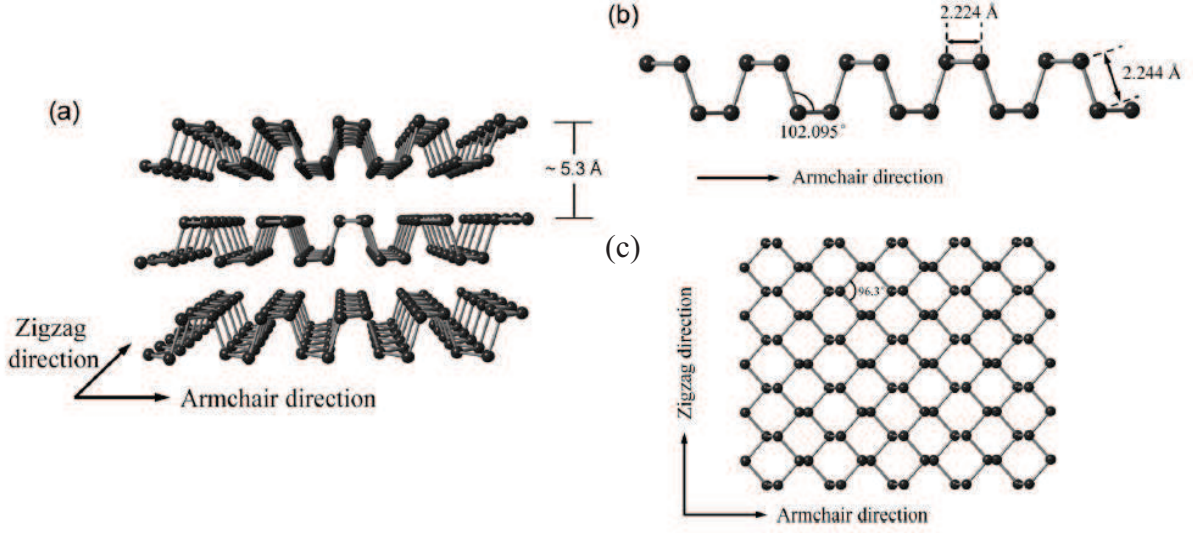 (a)
~ 5.3 Å
Zigzag
direction
Armchair direction
(b)
2.224 Å
2.244 Å
102.095°
Armchair direction
(c)
96.3°
Zigzag direction
Armchair direction